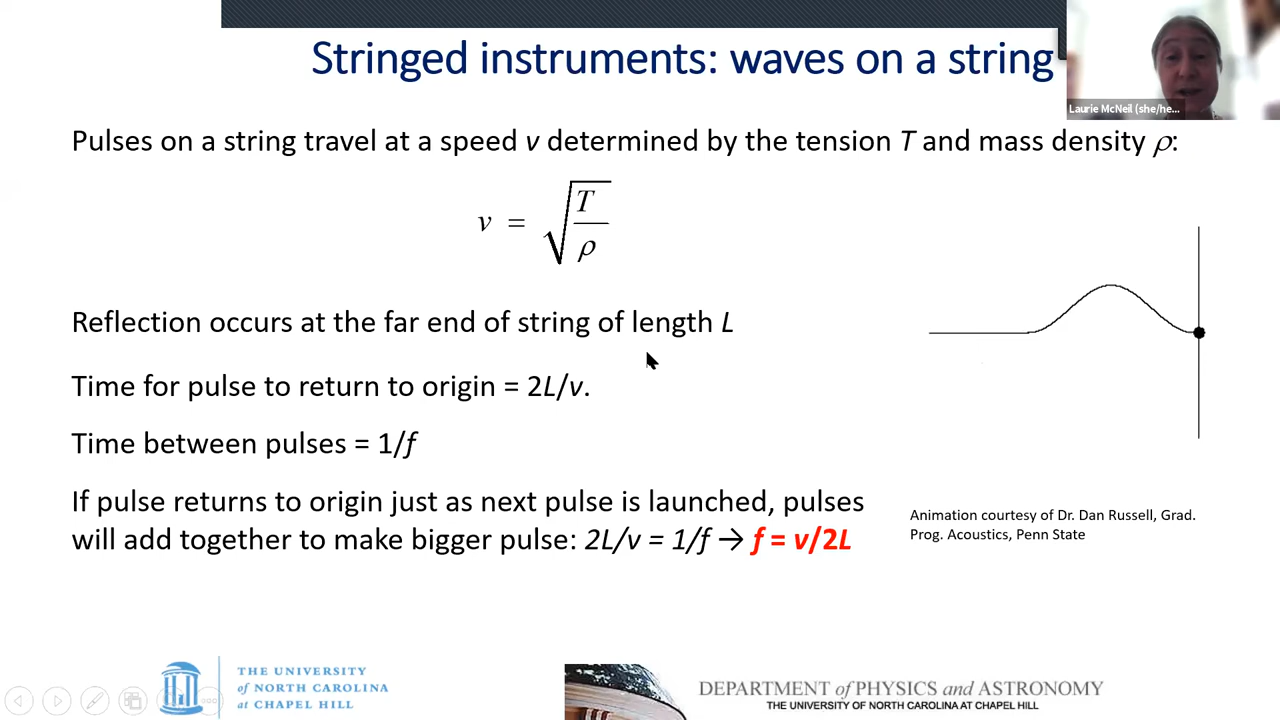 Stringed instruments: waves on a string
Laurie McNeil (she/he...
Pulses on a string travel at a speed v determined by the tension T and mass density ρ:
v = √(T/ρ)
Reflection occurs at the far end of string of length L
Time for pulse to return to origin = 2L/v.
Time between pulses = 1/f
If pulse returns to origin just as next pulse is launched, pulses
will add together to make bigger pulse: 2L/v = 1/f → f = v/2L
Animation courtesy of Dr. Dan Russell, Grad.
Prog. Acoustics, Penn State
THE UNIVERSITY
of NORTH CAROLINA
at CHAPEL HILL
DEPARTMENT of PHYSICS and ASTRONOMY
THE UNIVERSITY OF NORTH CAROLINA AT CHAPEL HILL